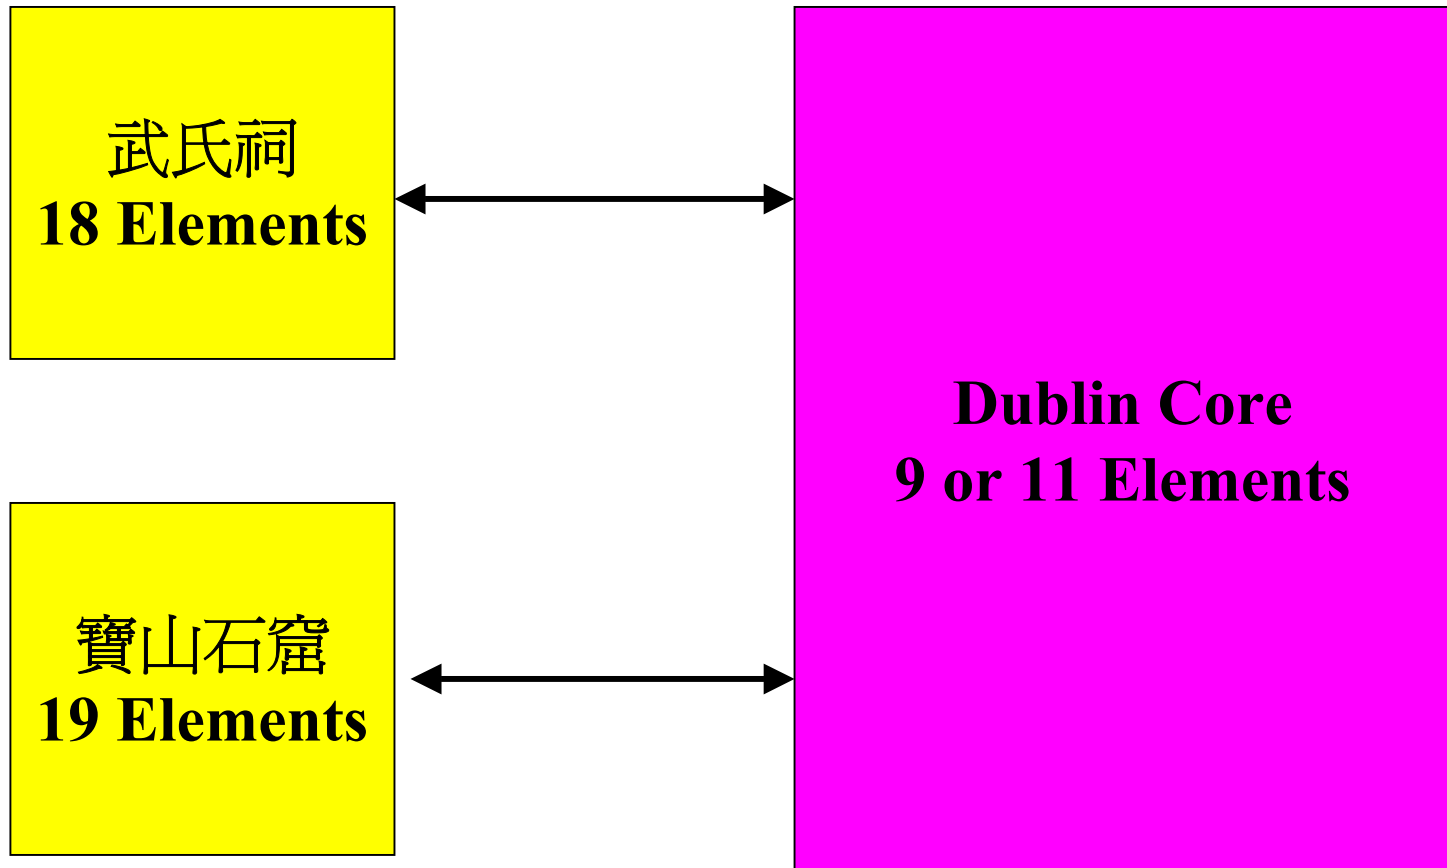 武氏祠
18 Elements
Dublin Core
9 or 11 Elements
寶山石窟
19 Elements